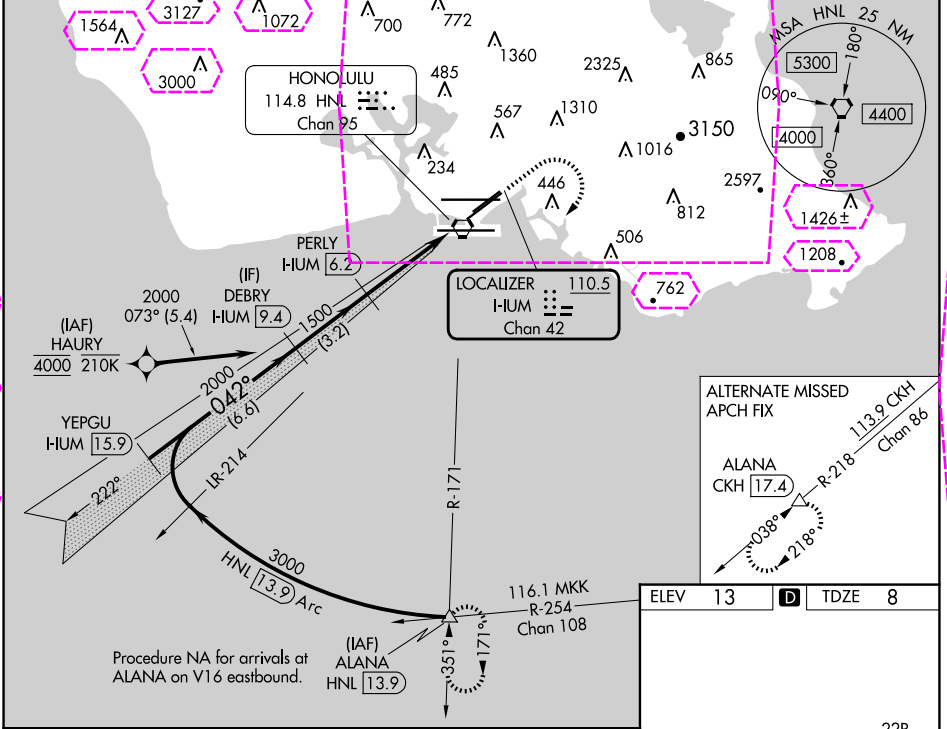 1564
3127
1072
3000
700
772
1360
485
2325
865
567
1310
234
1016
3150
446
2597
812
506
762
1426±
1208
MSA HNL 25 NM
180°
5300
090°
4400
4000
360°
HONOLULU
114.8 HNL
Chan 95
LOCALIZER 110.5
I-IUM
Chan 42
PERLY
I-IUM 6.2
(IF)
DEBRY
I-IUM 9.4
2000
073° (5.4)
(IAF)
HAURY
4000 210K
YEPGU
I-IUM 15.9
1500
(3.2)
2000
042°
(6.6)
222°
LR-214
R-171
3000
HNL 13.9 Arc
116.1 MKK
R-254
Chan 108
(IAF)
ALANA
HNL 13.9
351°
171°
Procedure NA for arrivals at
ALANA on V16 eastbound.
ALTERNATE MISSED
APCH FIX
113.9 CKH
Chan 86
R-218
ALANA
CKH 17.4
038°
218°
ELEV 13 D TDZE 8